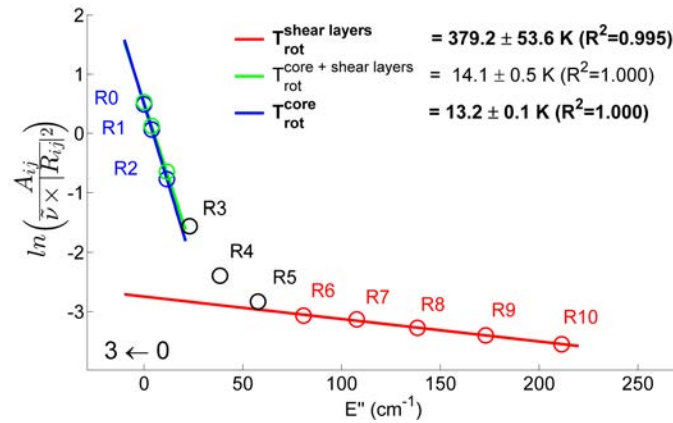 T_rot^shear layers = 379.2 ± 53.6 K (R²=0.995)
T_rot^core + shear layers = 14.1 ± 0.5 K (R²=1.000)
T_rot^core = 13.2 ± 0.1 K (R²=1.000)
2
1
0
-1
-2
-3
ln(A_ij / (ν̃ × |R_ij|²))
R0
R1
R2
R3
R4
R5
R6
R7
R8
R9
R10
3 ← 0
0 50 100 150 200 250
E" (cm⁻¹)